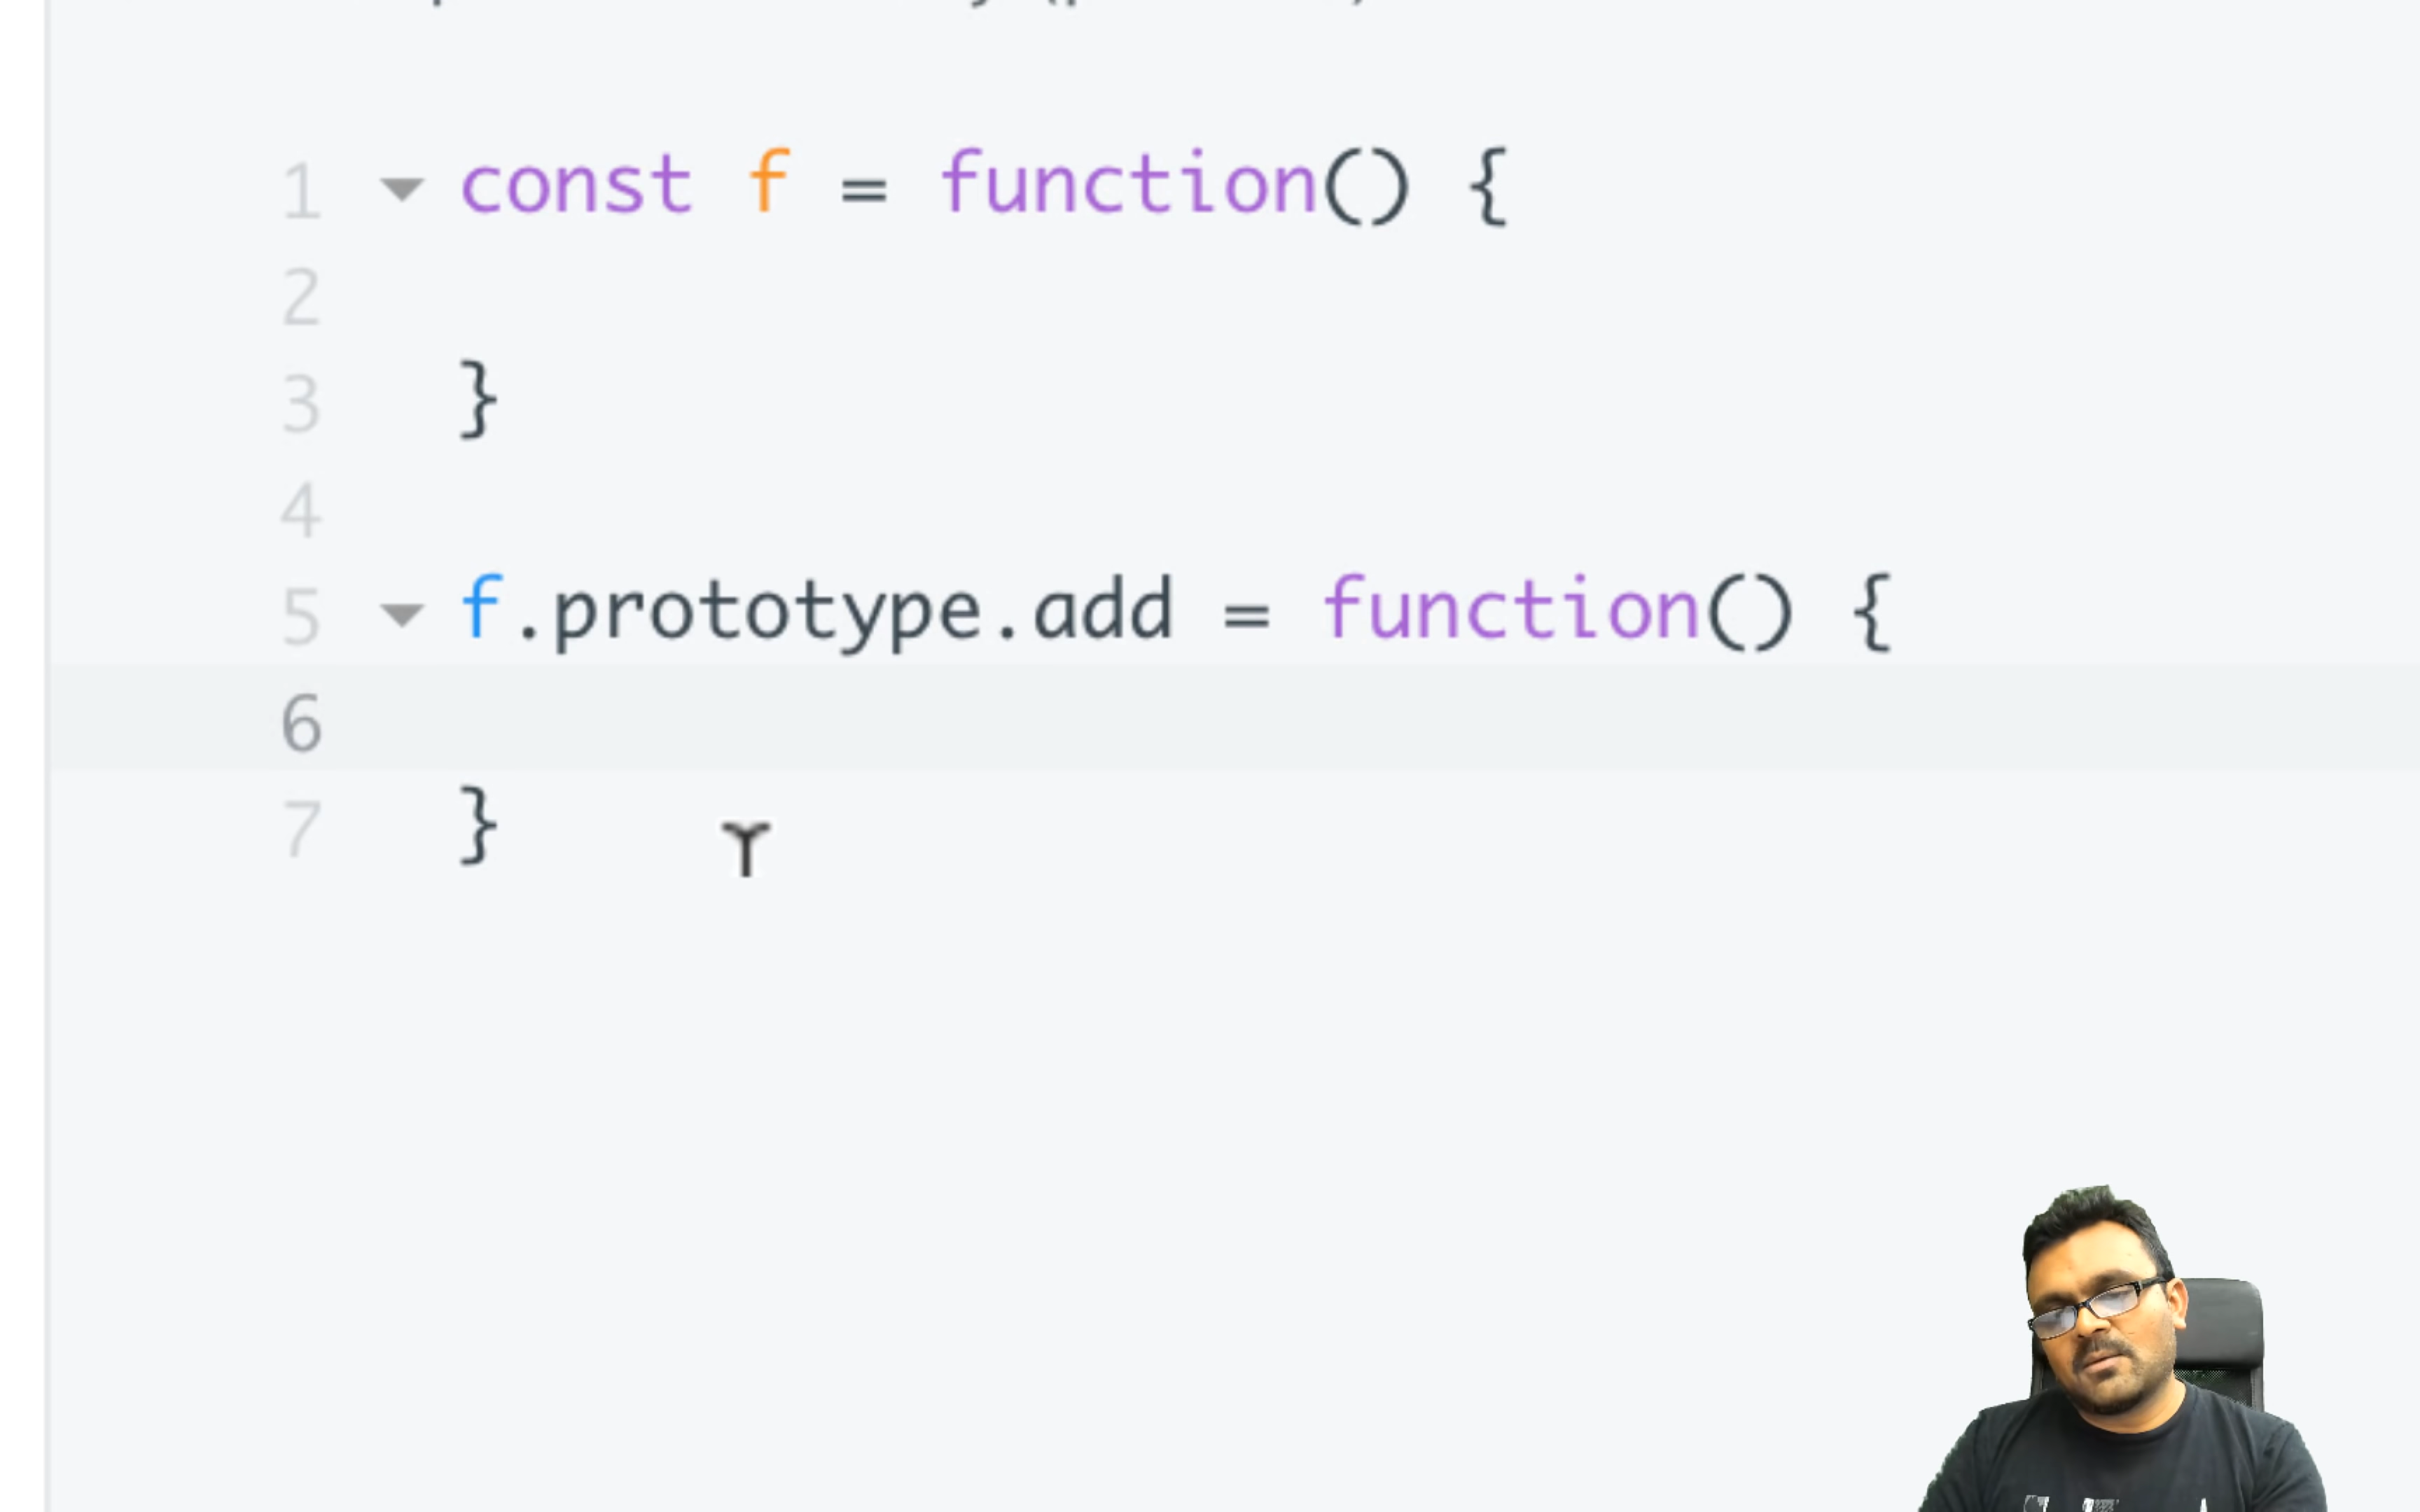 1 const f = function() {
2
3 }
4
5 f.prototype.add = function() {
6
7 }